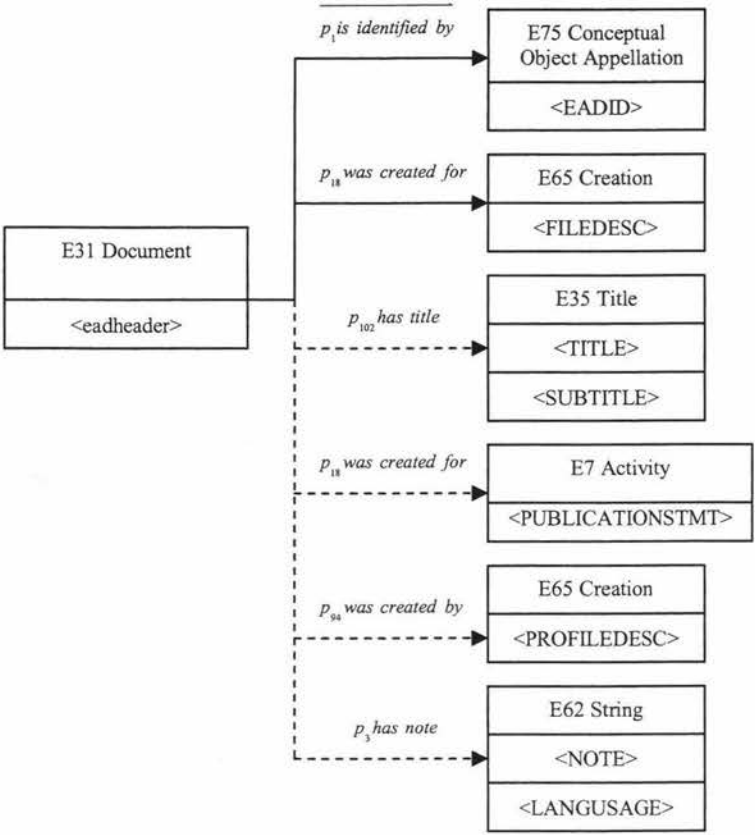 p1 is identified by
E75 Conceptual
Object Appellation
<EADID>
p18 was created for
E65 Creation
<FILEDESC>
E31 Document
<eadheader>
p102 has title
E35 Title
<TITLE>
<SUBTITLE>
p18 was created for
E7 Activity
<PUBLICATIONSTMT>
p94 was created by
E65 Creation
<PROFILEDESC>
p3 has note
E62 String
<NOTE>
<LANGUSAGE>